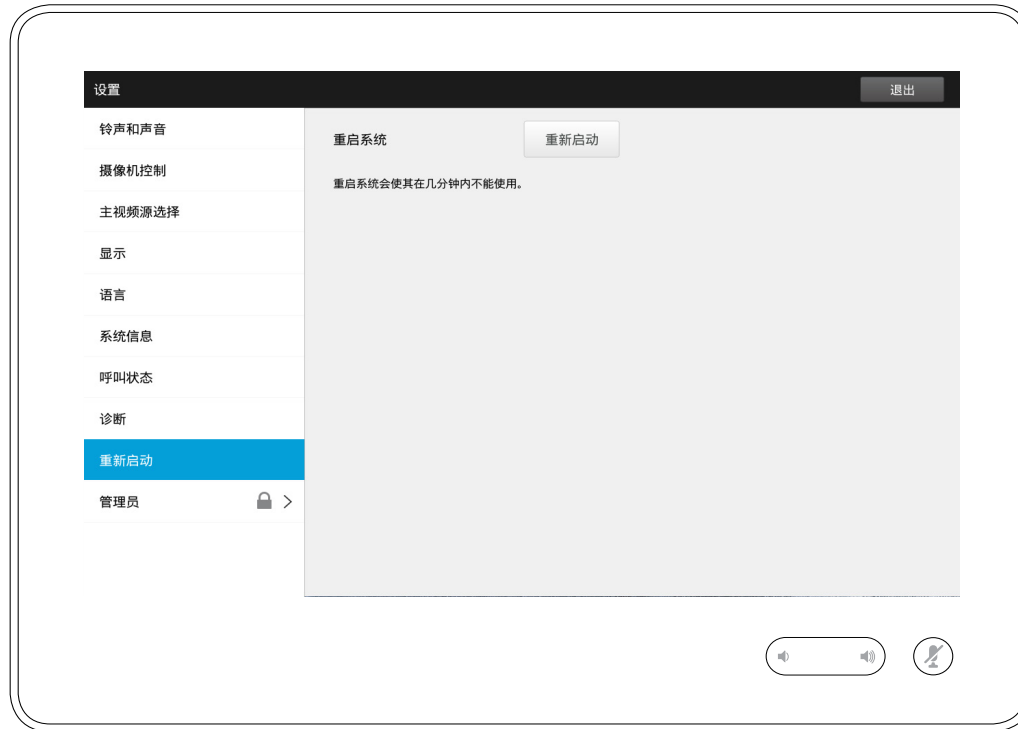 设置
退出
铃声和声音
摄像机控制
主视频源选择
显示
语言
系统信息
呼叫状态
诊断
重新启动
管理员
重启系统
重新启动
重启系统会使其在几分钟内不能使用。